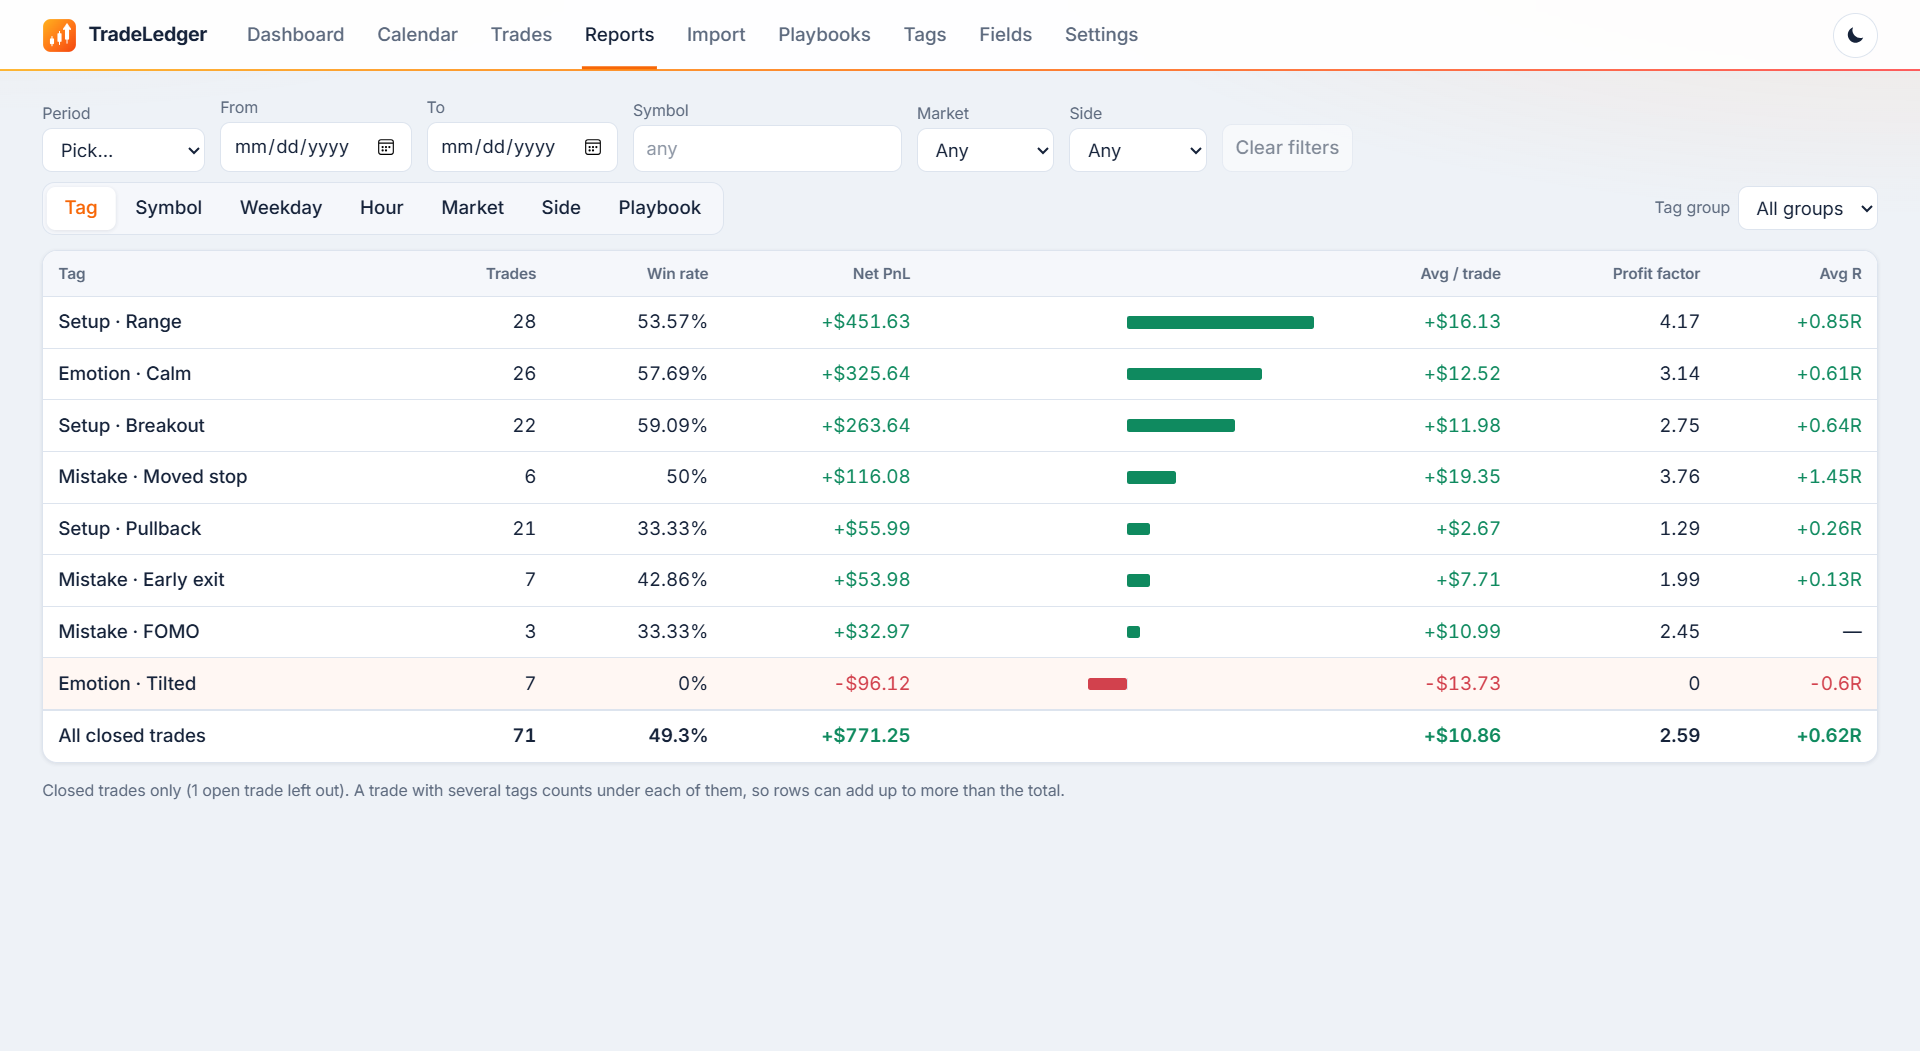 TradeLedger Dashboard Calendar Trades Reports Import Playbooks Tags Fields Settings
Period From To Symbol Market Side
Pick... mm/dd/yyyy mm/dd/yyyy any Any Any Clear filters
Tag Symbol Weekday Hour Market Side Playbook Tag group All groups
Tag Trades Win rate Net PnL Avg / trade Profit factor Avg R
Setup · Range 28 53.57% +$451.63 +$16.13 4.17 +0.85R
Emotion · Calm 26 57.69% +$325.64 +$12.52 3.14 +0.61R
Setup · Breakout 22 59.09% +$263.64 +$11.98 2.75 +0.64R
Mistake · Moved stop 6 50% +$116.08 +$19.35 3.76 +1.45R
Setup · Pullback 21 33.33% +$55.99 +$2.67 1.29 +0.26R
Mistake · Early exit 7 42.86% +$53.98 +$7.71 1.99 +0.13R
Mistake · FOMO 3 33.33% +$32.97 +$10.99 2.45 —
Emotion · Tilted 7 0% -$96.12 -$13.73 0 -0.6R
All closed trades 71 49.3% +$771.25 +$10.86 2.59 +0.62R
Closed trades only (1 open trade left out). A trade with several tags counts under each of them, so rows can add up to more than the total.